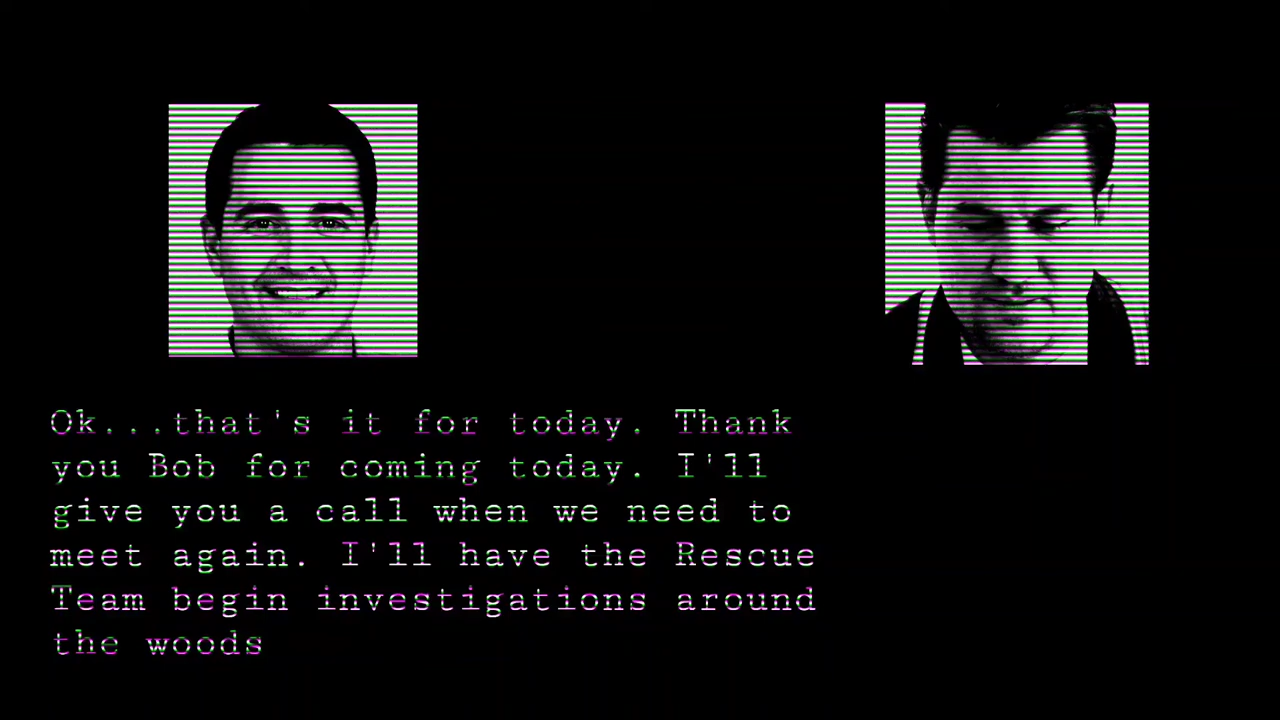 Ok...that's it for today. Thank
you Bob for coming today. I'll
give you a call when we need to
meet again. I'll have the Rescue
Team begin investigations around
the woods